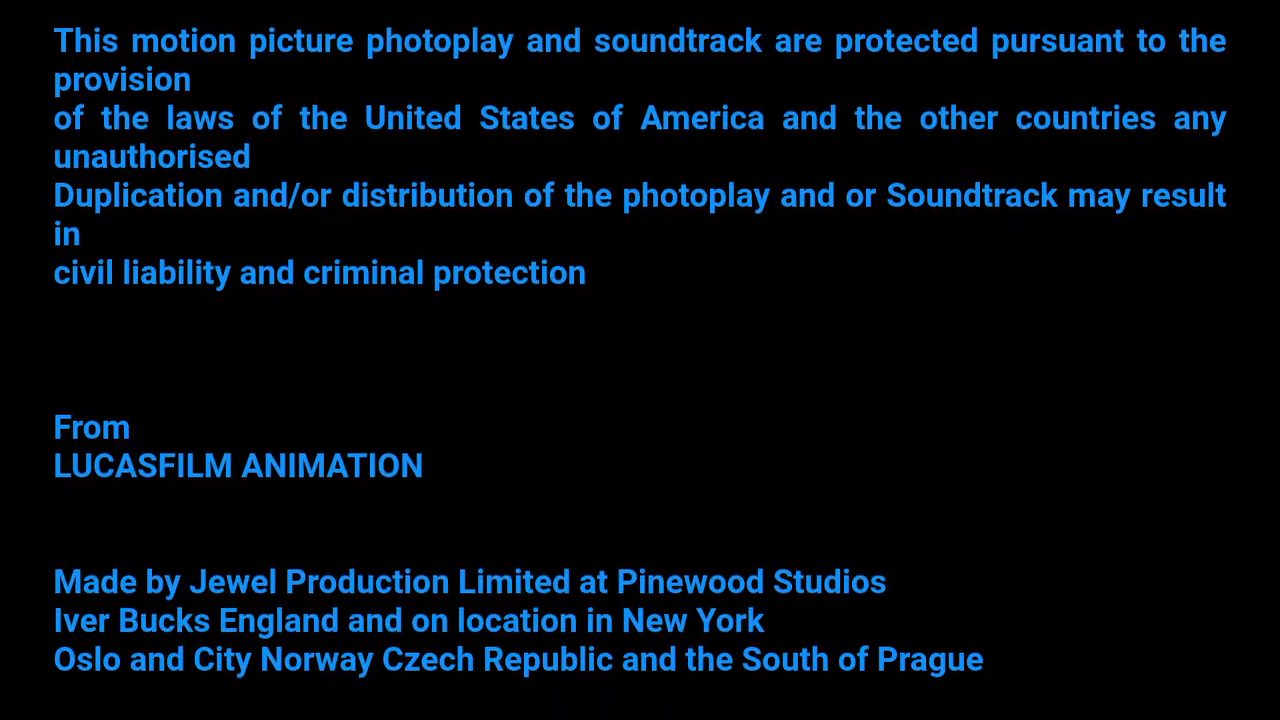 This motion picture photoplay and soundtrack are protected pursuant to the
provision
of the laws of the United States of America and the other countries any
unauthorised
Duplication and/or distribution of the photoplay and or Soundtrack may result
in
civil liability and criminal protection
From
LUCASFILM ANIMATION
Made by Jewel Production Limited at Pinewood Studios
Iver Bucks England and on location in New York
Oslo and City Norway Czech Republic and the South of Prague